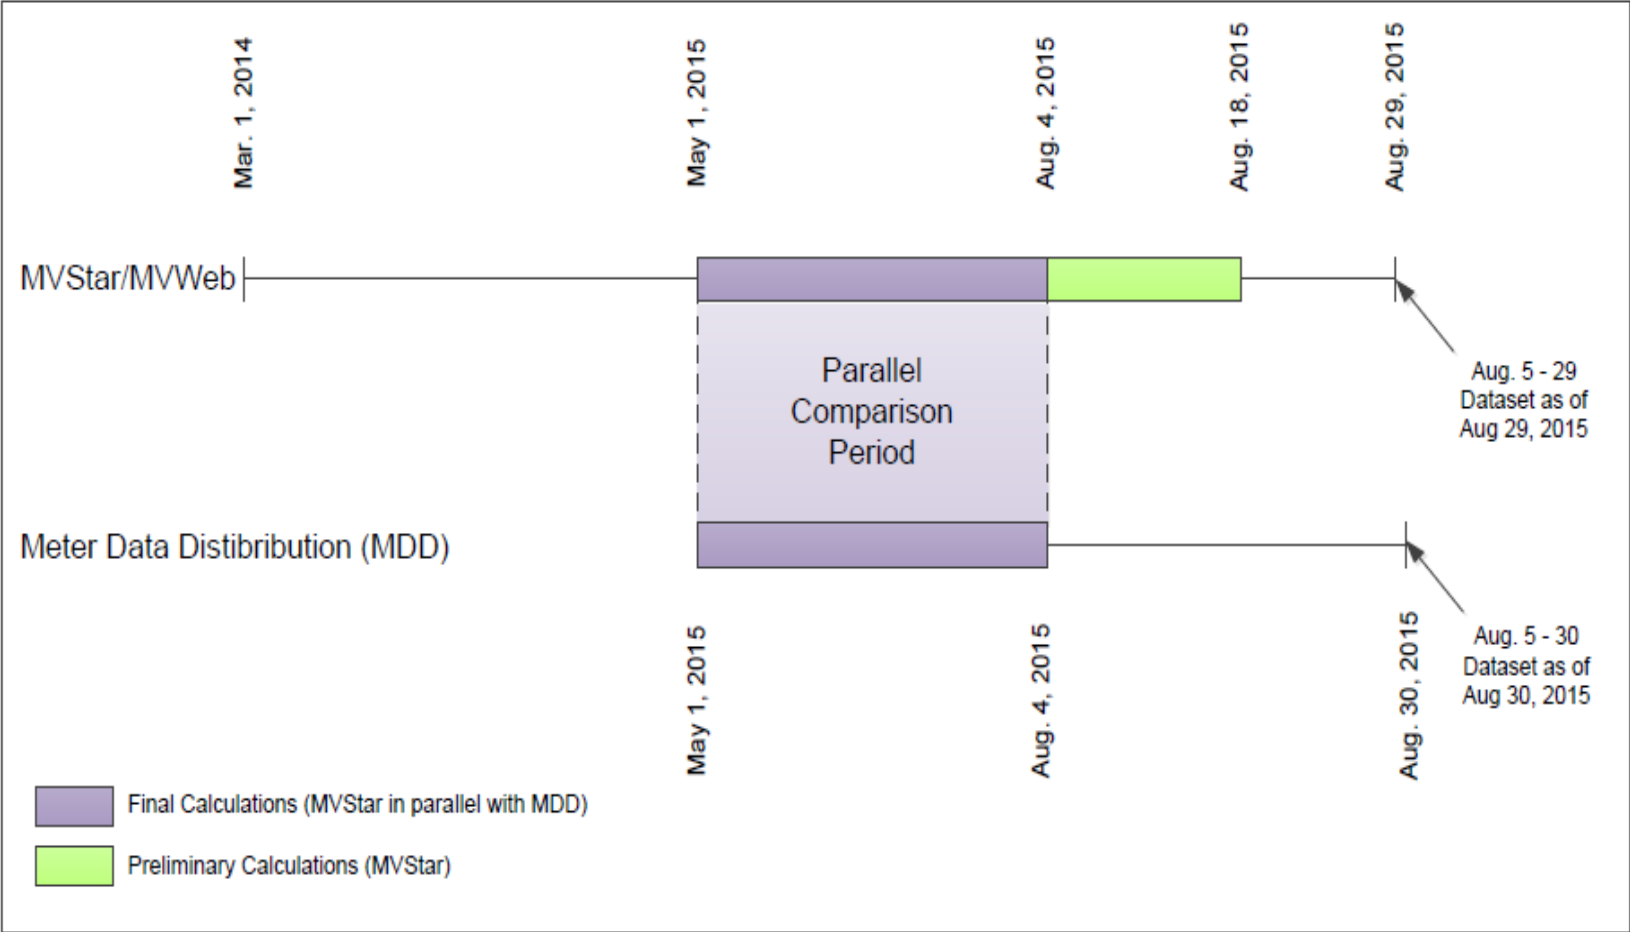 Mar. 1, 2014
May 1, 2015
Aug. 4, 2015
Aug. 18, 2015
Aug. 29, 2015
MVStar/MVWeb
Parallel
Comparison
Period
Aug. 5 - 29
Dataset as of
Aug 29, 2015
Meter Data Distibribution (MDD)
May 1, 2015
Aug. 4, 2015
Aug. 30, 2015
Aug. 5 - 30
Dataset as of
Aug 30, 2015
Final Calculations (MVStar in parallel with MDD)
Preliminary Calculations (MVStar)